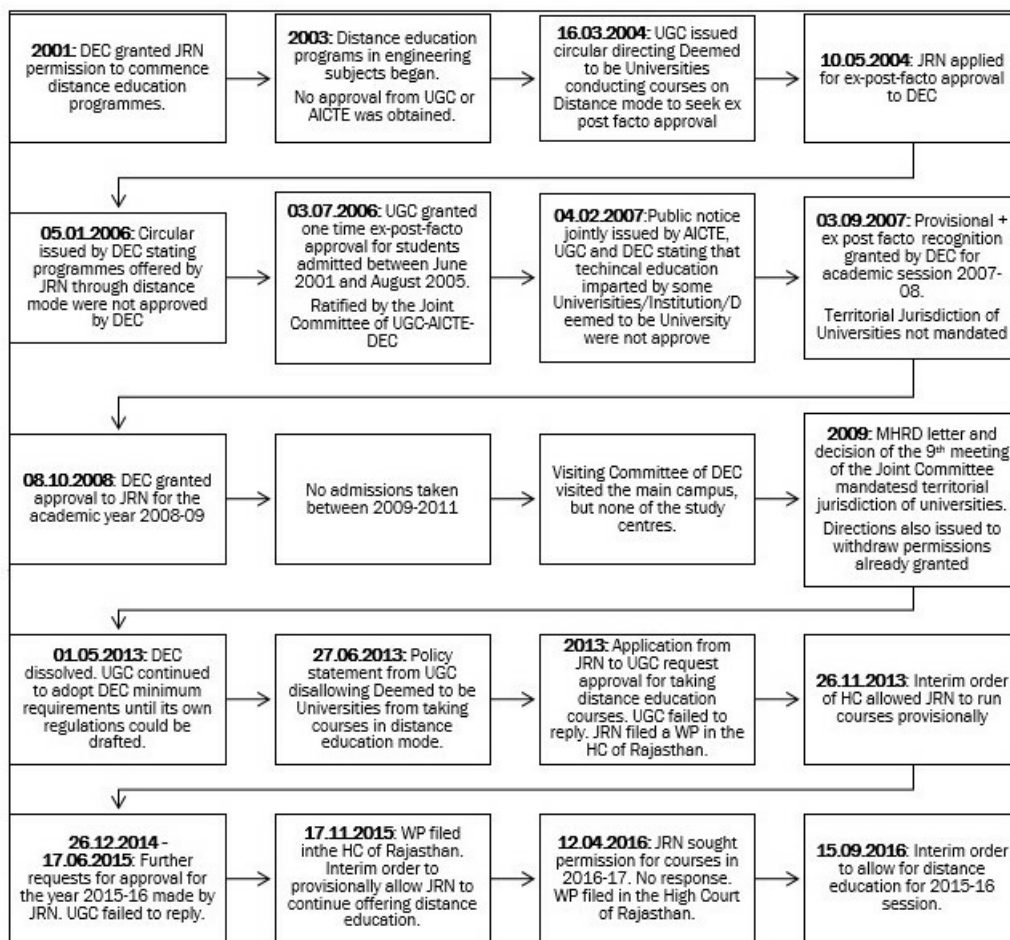 2001: DEC granted JRN
permission to commence
distance education
programmes.
2003: Distance education
programs in engineering
subjects began.
No approval from UGC or
AICTE was obtained.
16.03.2004: UGC issued
circular directing Deemed
to be Universities
conducting courses on
Distance mode to seek ex
post facto approval
10.05.2004: JRN applied
for ex-post-facto approval
to DEC
05.01.2006: Circular
issued by DEC stating
programmes offered by
JRN through distance
mode were not approved
by DEC
03.07.2006: UGC granted
one time ex-post-facto
approval for students
admitted between June
2001 and August 2005.
Ratified by the Joint
Committee of UGC-AICTE-
DEC
04.02.2007:Public notice
jointly issued by AICTE,
UGC and DEC stating that
techincal education
imparted by some
Univerisities/Institution/D
eemed to be University
were not approve
03.09.2007: Provisional +
ex post facto recognition
granted by DEC for
academic session 2007-
08.
Territorial Jurisdiction of
Universities not mandated
08.10.2008: DEC granted
approval to JRN for the
academic year 2008-09
No admissions taken
between 2009-2011
Visiting Committee of DEC
visited the main campus,
but none of the study
centres.
2009: MHRD letter and
decision of the 9th meeting
of the Joint Committee
mandatesd territorial
jurisdiction of universities.
Directions also issued to
withdraw permissions
already granted
01.05.2013: DEC
dissolved. UGC continued
to adopt DEC minimum
requirements until its own
regulations could be
drafted.
27.06.2013: Policy
statement from UGC
disallowing Deemed to be
Universities from taking
courses in distance
education mode.
2013: Application from
JRN to UGC request
approval for taking
distance education
courses. UGC failed to
reply. JRN filed a WP in the
HC of Rajasthan.
26.11.2013: Interim order
of HC allowed JRN to run
courses provisionally
26.12.2014 -
17.06.2015: Further
requests for approval for
the year 2015-16 made by
JRN. UGC failed to reply.
17.11.2015: WP filed
inthe HC of Rajasthan.
Interim order to
provisionally allow JRN to
continue offering distance
education.
12.04.2016: JRN sought
permission for courses in
2016-17. No response.
WP filed in the High Court
of Rajasthan.
15.09.2016: Interim order
to allow for distance
education for 2015-16
session.